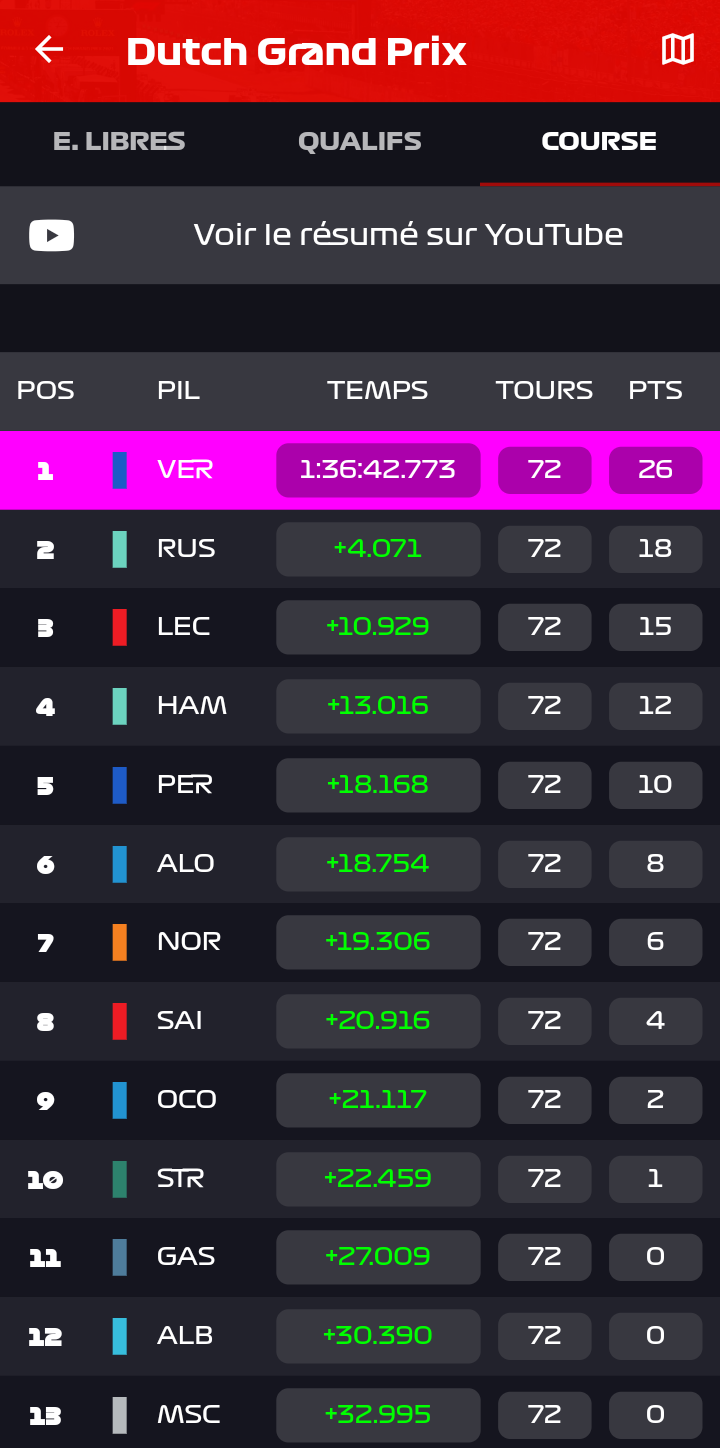 Dutch Grand Prix
E. LIBRES QUALIFS COURSE
Voir le résumé sur YouTube
POS PIL TEMPS TOURS PTS
1 VER 1:36:42.773 72 26
2 RUS +4.071 72 18
3 LEC +10.929 72 15
4 HAM +13.016 72 12
5 PER +18.168 72 10
6 ALO +18.754 72 8
7 NOR +19.306 72 6
8 SAI +20.916 72 4
9 OCO +21.117 72 2
10 STR +22.459 72 1
11 GAS +27.009 72 0
12 ALB +30.390 72 0
13 MSC +32.995 72 0